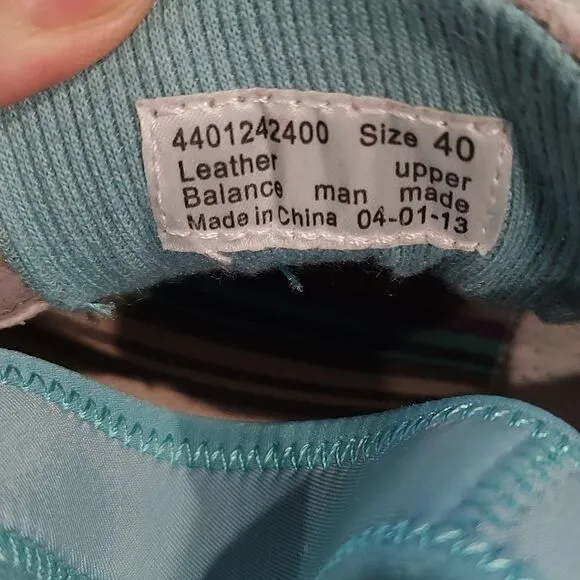 4401242400 Size 40
Leather upper
Balance man made
Made in China 04-01-13